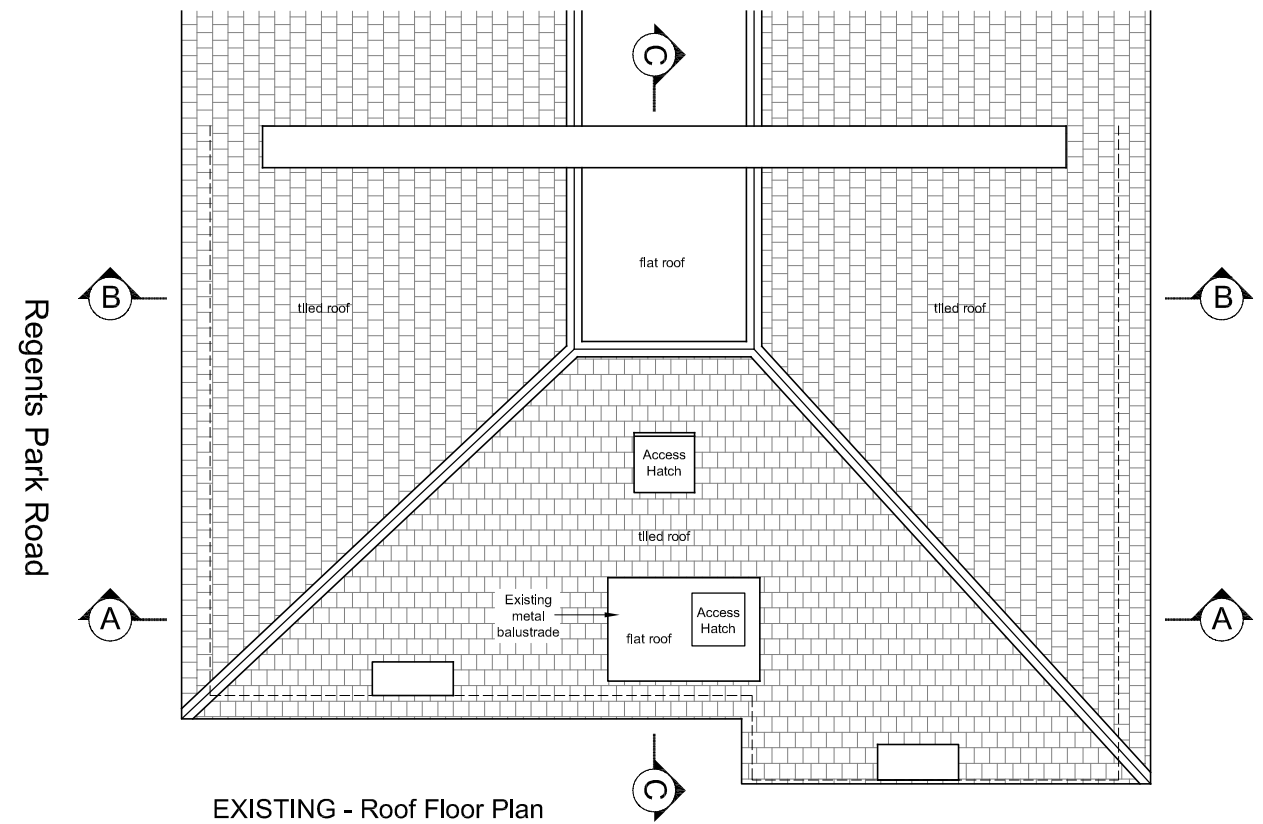 C
flat roof
B
B
tiled roof
tiled roof
Regents Park Road
Access
Hatch
tiled roof
Existing
metal
balustrade
Access
Hatch
flat roof
A
A
C
EXISTING - Roof Floor Plan